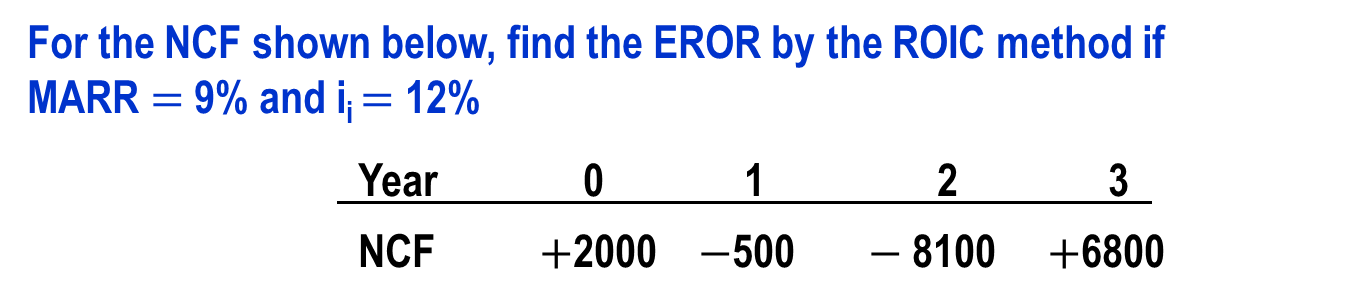 For the NCF shown below, find the EROR by the ROIC method if
MARR = 9% and iᵢ = 12%
Year 0 1 2 3
NCF +2000 −500 − 8100 +6800